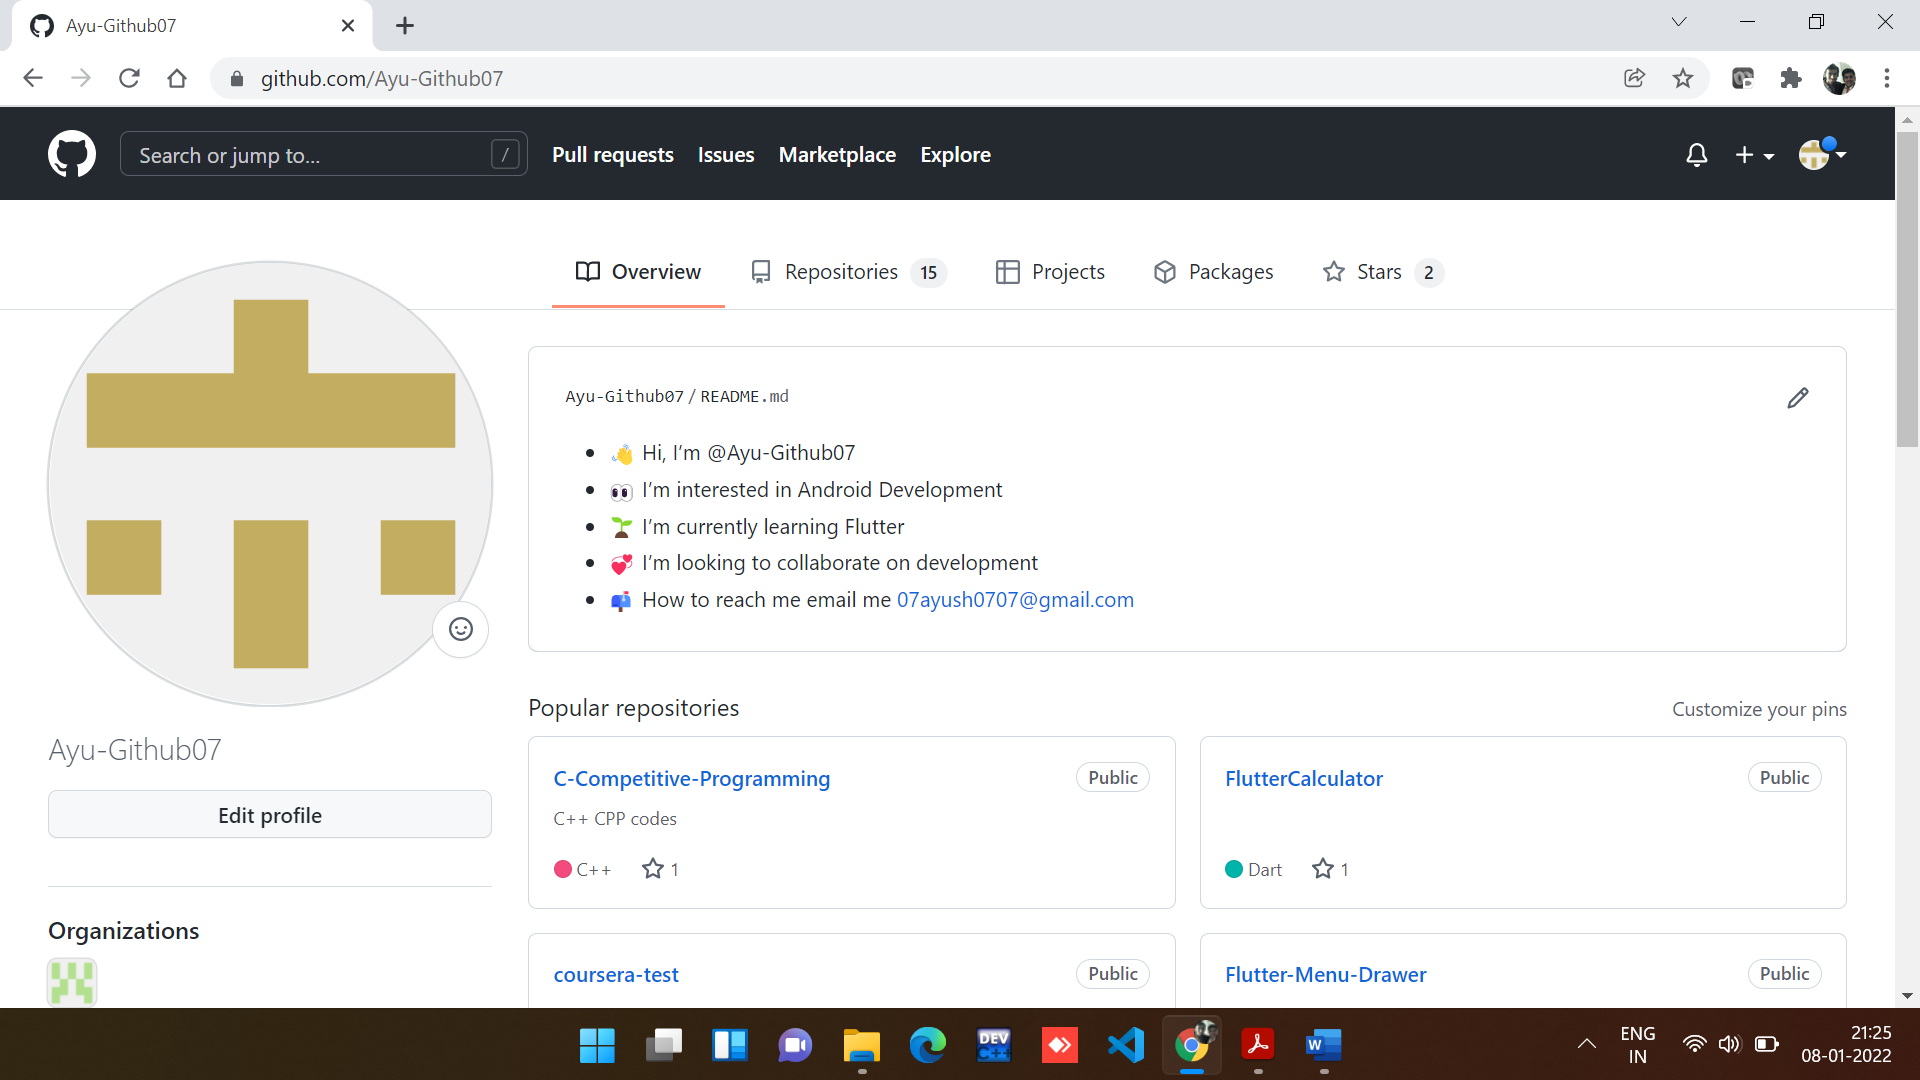 Ayu-Github07
github.com/Ayu-Github07
Search or jump to... /
Pull requests Issues Marketplace Explore
Overview Repositories 15 Projects Packages Stars 2
Ayu-Github07 / README.md
Hi, I’m @Ayu-Github07
I’m interested in Android Development
I’m currently learning Flutter
I’m looking to collaborate on development
How to reach me email me 07ayush0707@gmail.com
Ayu-Github07
Edit profile
Organizations
Popular repositories Customize your pins
C-Competitive-Programming Public
C++ CPP codes
C++ 1
FlutterCalculator Public
Dart 1
coursera-test Public
Flutter-Menu-Drawer Public
DEV
C++
W
ENG
IN
21:25
08-01-2022